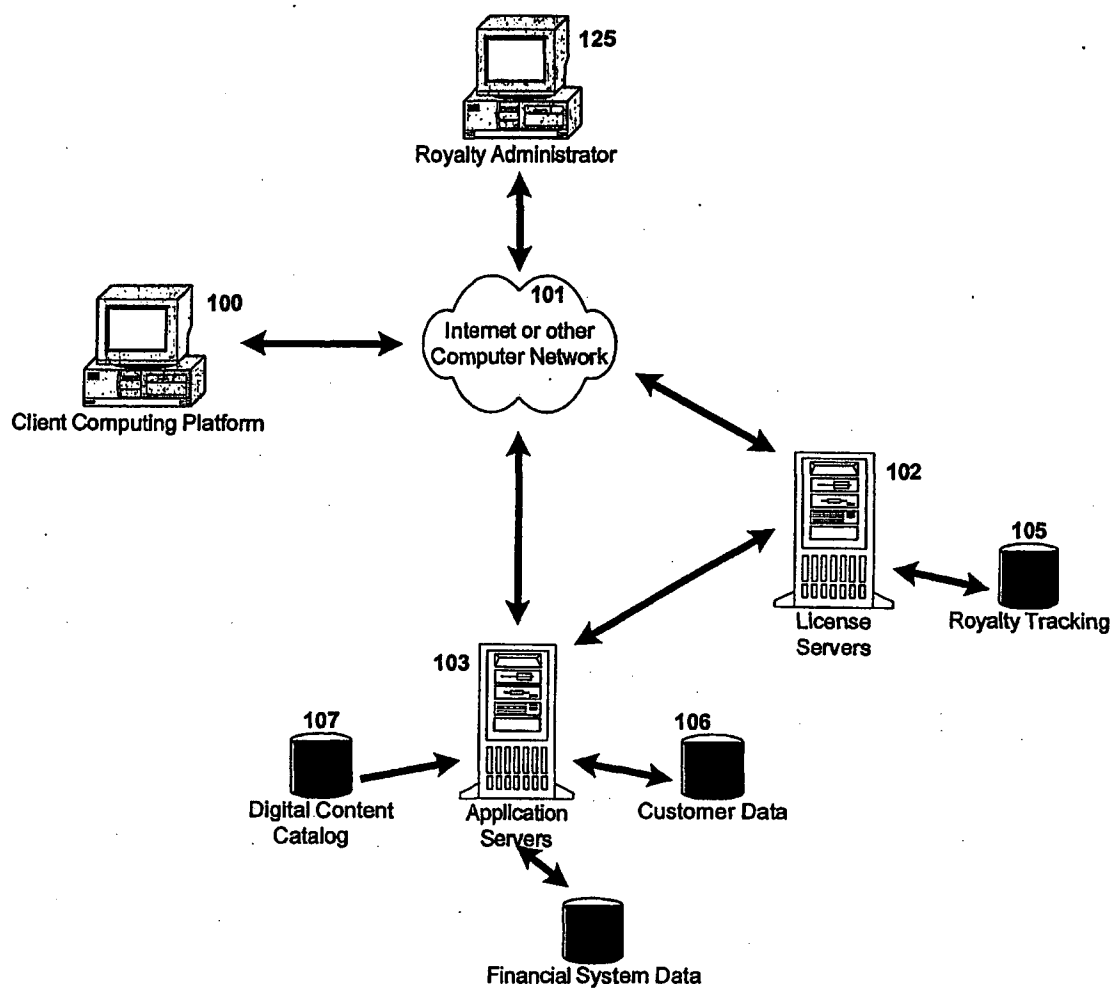 125
Royalty Administrator
100
Client Computing Platform
101
Internet or other
Computer Network
102
License
Servers
105
Royalty Tracking
103
Application
Servers
107
Digital Content
Catalog
106
Customer Data
Financial System Data